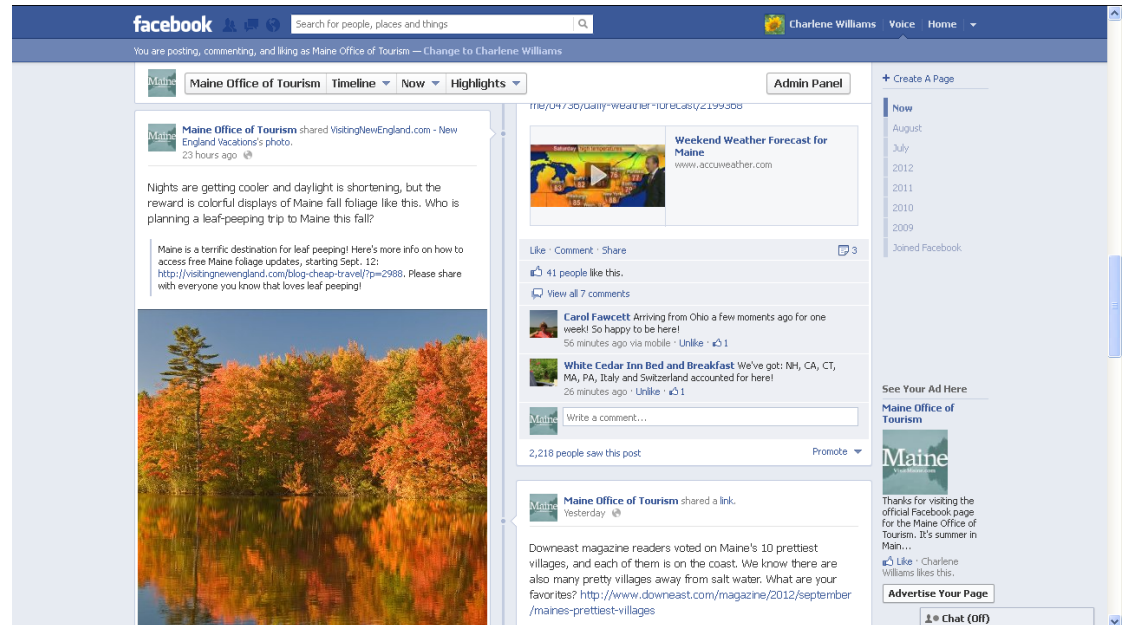 facebook
Search for people, places and things
Charlene Williams
Voice
Home
You are posting, commenting, and liking as Maine Office of Tourism — Change to Charlene Williams
Maine
Maine Office of Tourism
Timeline
Now
Highlights
Admin Panel
Maine
Maine Office of Tourism shared VisitingNewEngland.com - New
England Vacations's photo.
23 hours ago
Nights are getting cooler and daylight is shortening, but the
reward is colorful displays of Maine fall foliage like this. Who is
planning a leaf-peeping trip to Maine this fall?
Maine is a terrific destination for leaf peeping! Here's more info on how to
access free Maine foliage updates, starting Sept. 12:
http://visitingnewengland.com/blog-cheap-travel/?p=2988. Please share
with everyone you know that loves leaf peeping!
me/04736/daily-weather-forecast/2199368
Saturday
Weekend Weather Forecast for
Maine
www.accuweather.com
Like · Comment · Share
3
41 people like this.
View all 7 comments
Carol Fawcett Arriving from Ohio a few moments ago for one
week! So happy to be here!
56 minutes ago via mobile · Unlike · 1
White Cedar Inn Bed and Breakfast We've got: NH, CA, CT,
MA, PA, Italy and Switzerland accounted for here!
26 minutes ago · Unlike · 1
Maine
Write a comment...
2,218 people saw this post
Promote
Maine
Maine Office of Tourism shared a link.
Yesterday
Downeast magazine readers voted on Maine's 10 prettiest
villages, and each of them is on the coast. We know there are
also many pretty villages away from salt water. What are your
favorites? http://www.downeast.com/magazine/2012/september
/maines-prettiest-villages
+ Create A Page
Now
August
July
2012
2011
2010
2009
Joined Facebook
See Your Ad Here
Maine Office of
Tourism
Maine
VisitMaine.com
Thanks for visiting the
official Facebook page
for the Maine Office of
Tourism. It's summer in
Main...
Like · Charlene
Williams likes this.
Advertise Your Page
Chat (Off)